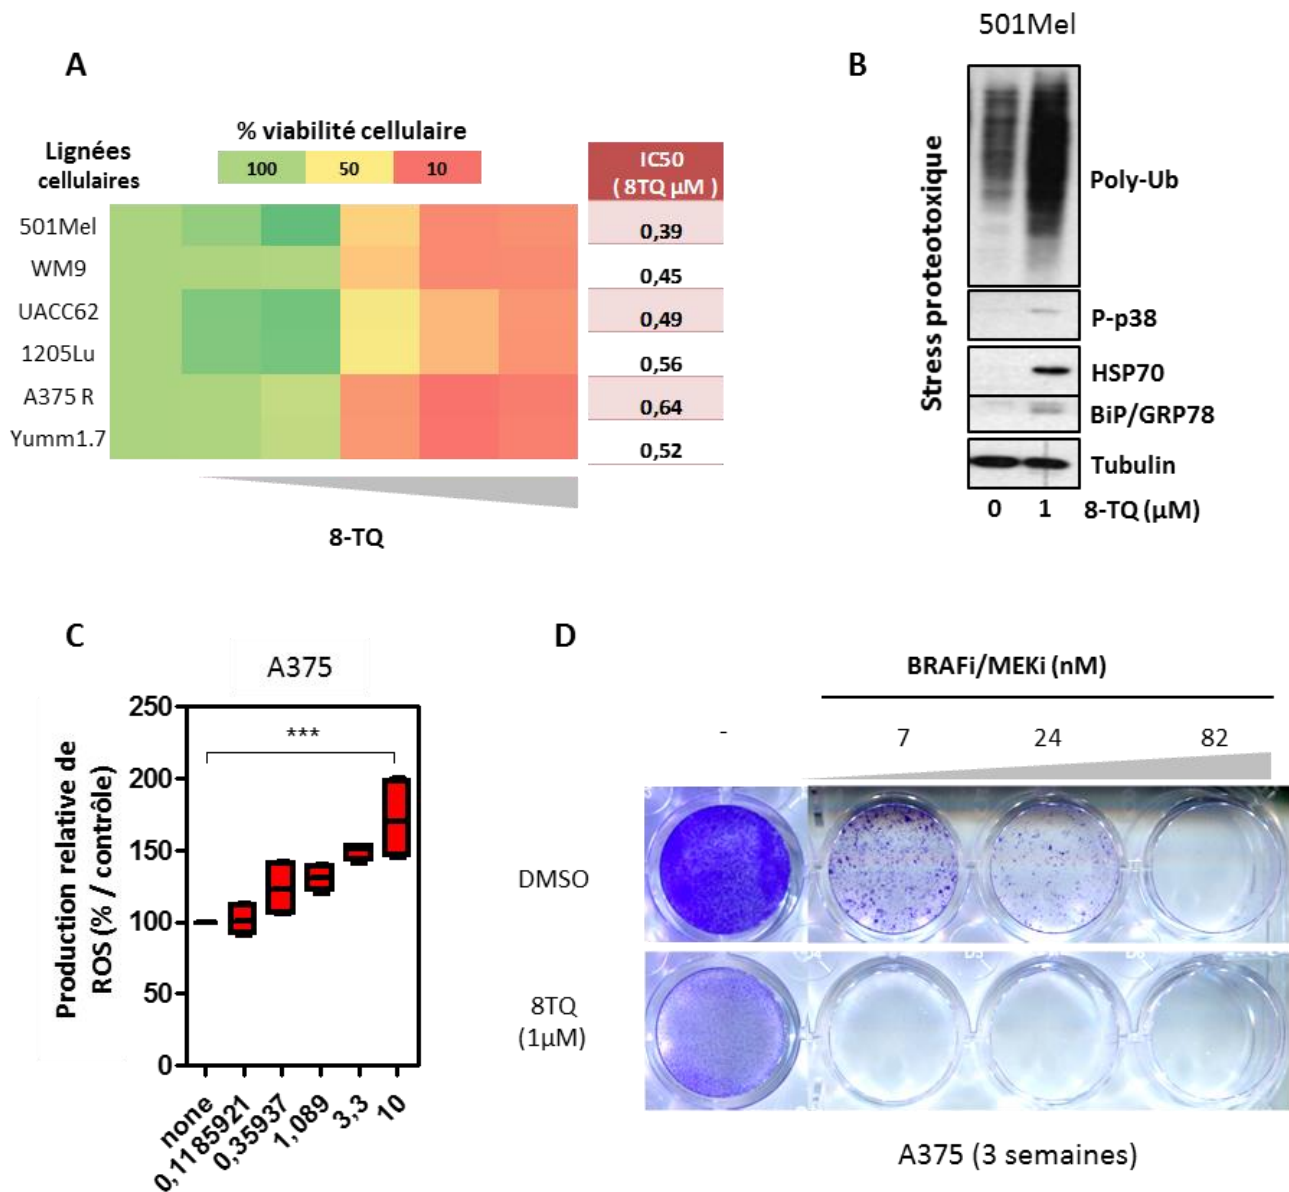 A
% viabilité cellulaire
Lignées
cellulaires
100 50 10
IC50
( 8TQ µM )
501Mel 0,39
WM9 0,45
UACC62 0,49
1205Lu 0,56
A375 R 0,64
Yumm1.7 0,52
8-TQ
B
501Mel
Stress proteotoxique
Poly-Ub
P-p38
HSP70
BiP/GRP78
Tubulin
0 1 8-TQ (µM)
C
A375
Production relative de
ROS (% / contrôle)
250
200
150
100
50
0
***
none
0,1185921
0,35937
1,089
3,3
10
D
BRAFi/MEKi (nM)
- 7 24 82
DMSO
8TQ
(1µM)
A375 (3 semaines)